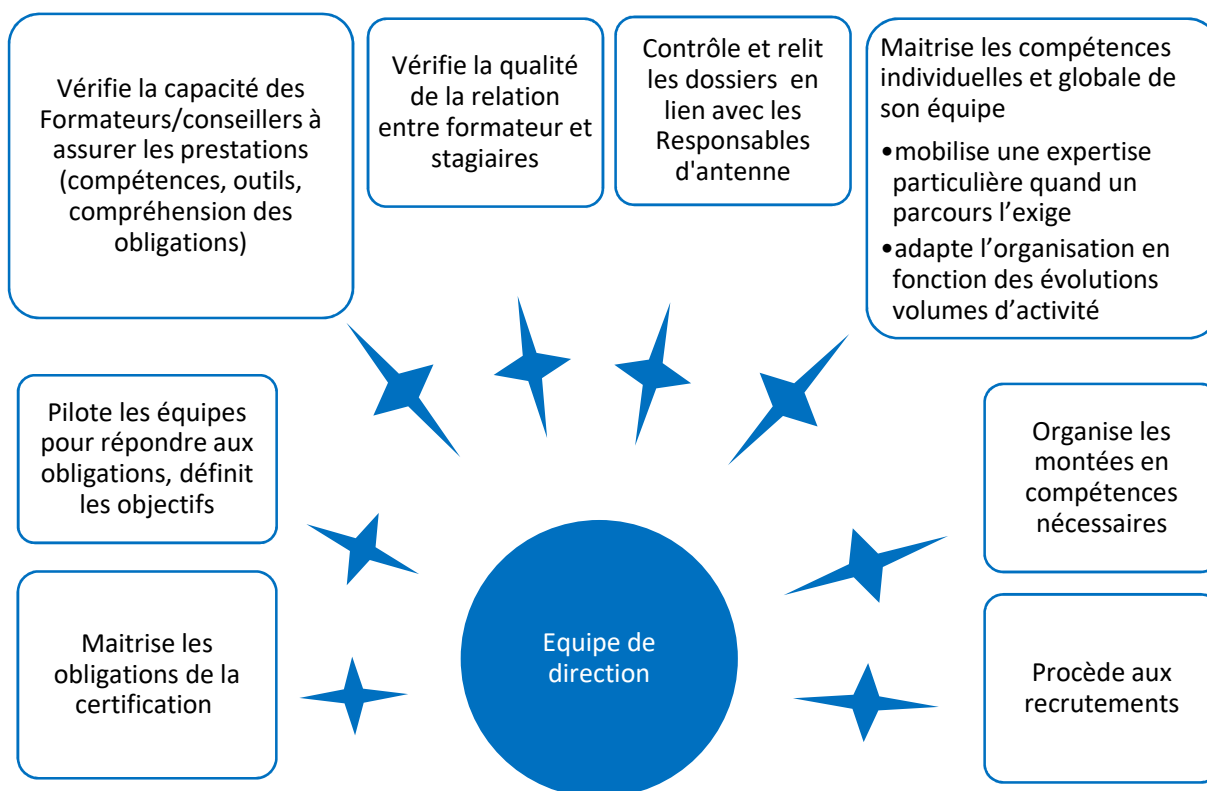 Vérifie la capacité des
Formateurs/conseillers à
assurer les prestations
(compétences, outils,
compréhension des
obligations)
Vérifie la qualité
de la relation
entre formateur et
stagiaires
Contrôle et relit
les dossiers en
lien avec les
Responsables
d'antenne
Maitrise les compétences
individuelles et globale de
son équipe
•mobilise une expertise
particulière quand un
parcours l’exige
•adapte l’organisation en
fonction des évolutions
volumes d’activité
Pilote les équipes
pour répondre aux
obligations, définit
les objectifs
Organise les
montées en
compétences
nécessaires
Maitrise les
obligations de la
certification
Equipe de
direction
Procède aux
recrutements